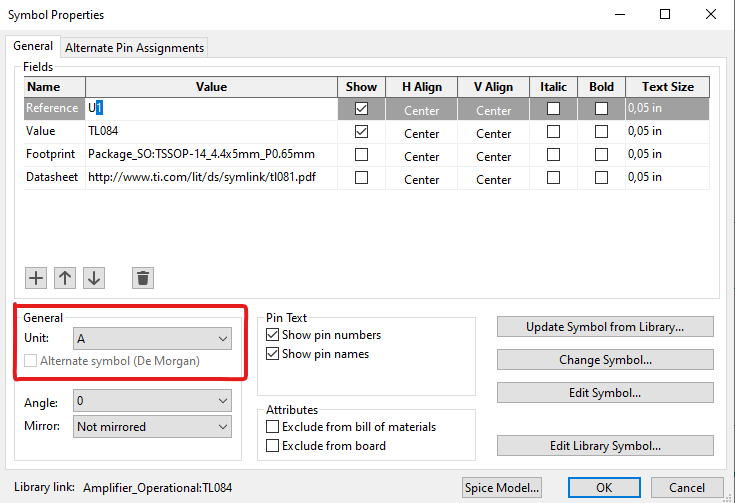 Symbol Properties
General Alternate Pin Assignments
Fields
Name Value Show H Align V Align Italic Bold Text Size
Reference U1 Center Center 0,05 in
Value TL084 Center Center 0,05 in
Footprint Package_SO:TSSOP-14_4.4x5mm_P0.65mm Center Center 0,05 in
Datasheet http://www.ti.com/lit/ds/symlink/tl081.pdf Center Center 0,05 in
General
Unit: A
Alternate symbol (De Morgan)
Angle: 0
Mirror: Not mirrored
Pin Text
Show pin numbers
Show pin names
Attributes
Exclude from bill of materials
Exclude from board
Update Symbol from Library...
Change Symbol...
Edit Symbol...
Edit Library Symbol...
Library link: Amplifier_Operational:TL084
Spice Model... OK Cancel